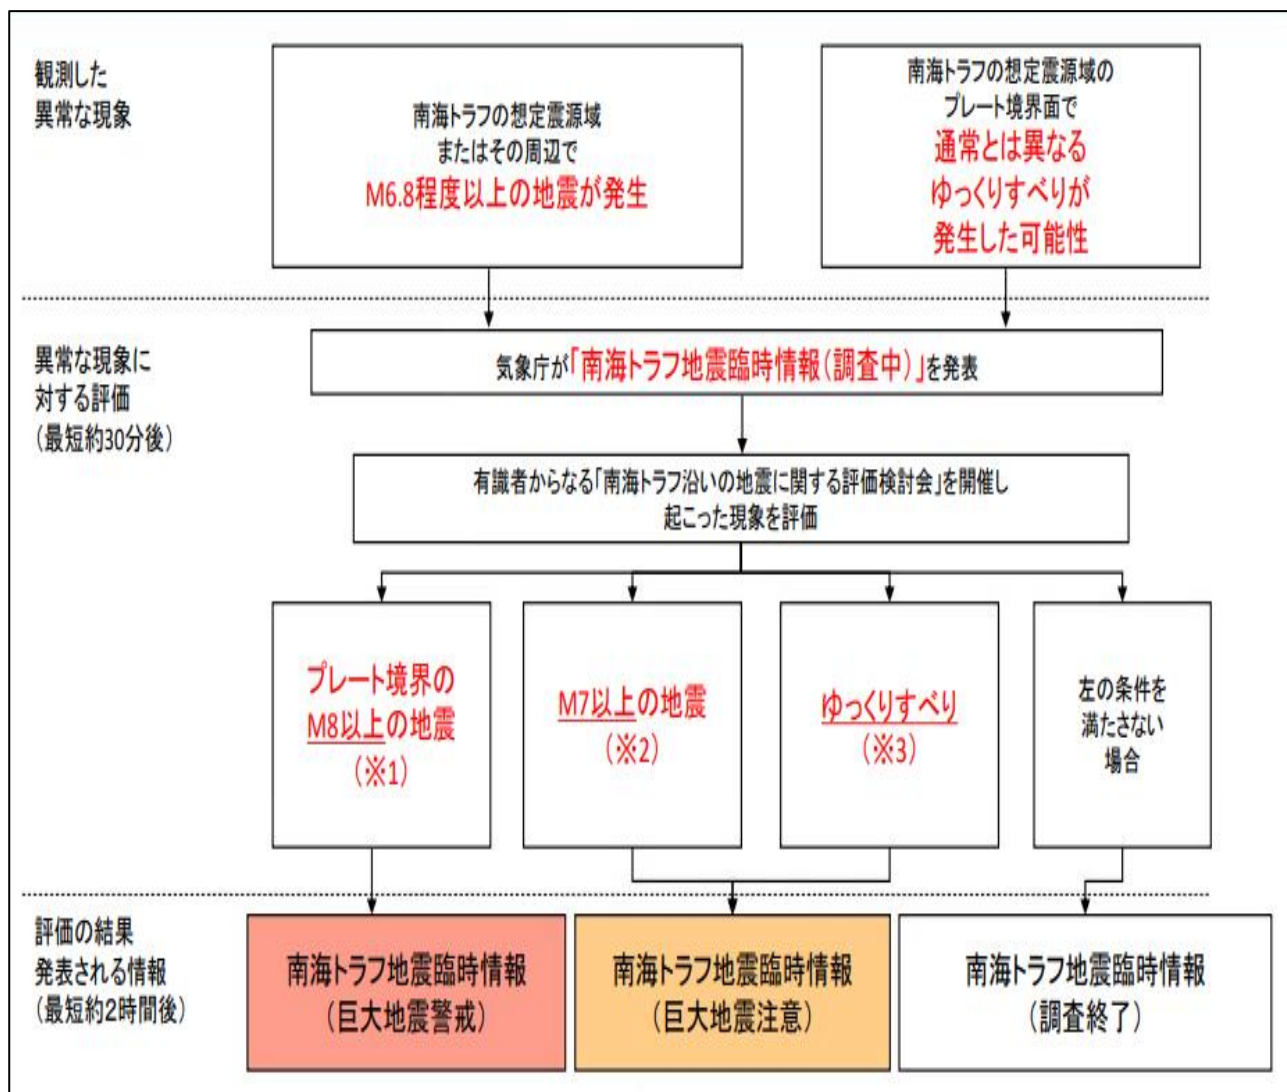 観測した
異常な現象
南海トラフの想定震源域
またはその周辺で
M6.8程度以上の地震が発生
南海トラフの想定震源域の
プレート境界面で
通常とは異なる
ゆっくりすべりが
発生した可能性
異常な現象に
対する評価
（最短約30分後）
気象庁が「南海トラフ地震臨時情報（調査中）」を発表
有識者からなる「南海トラフ沿いの地震に関する評価検討会」を開催し
起こった現象を評価
プレート境界の
M8以上の地震
（※1）
M7以上の地震
（※2）
ゆっくりすべり
（※3）
左の条件を
満たさない
場合
評価の結果
発表される情報
（最短約2時間後）
南海トラフ地震臨時情報
（巨大地震警戒）
南海トラフ地震臨時情報
（巨大地震注意）
南海トラフ地震臨時情報
（調査終了）